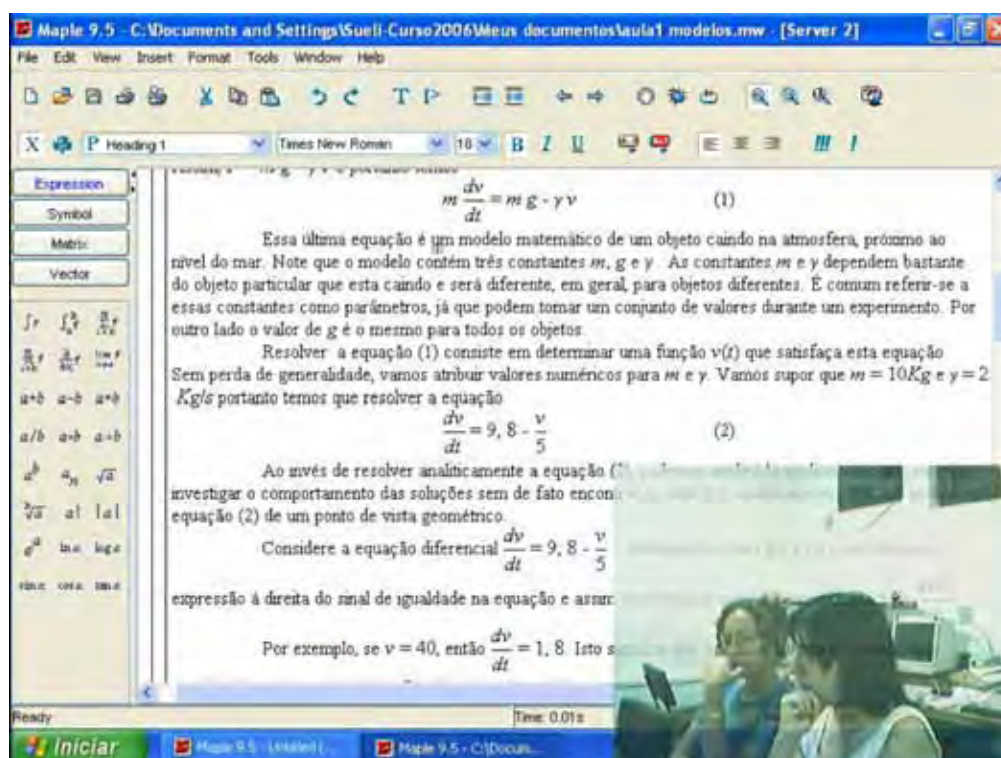 Maple 9.5 - C:\Documents and Settings\Sueli-Curso2006\Meus documentos\aula1 modelos.mw - [Server 2]
File Edit View Insert Format Tools Window Help
T
X P Heading 1 Times New Roman 18 B I U
Expression
Symbol
Matrix
Vector
m dv/dt = m g - γ v (1)
Essa última equação é um modelo matemático de um objeto caindo na atmosfera, próximo ao
nível do mar. Note que o modelo contém três constantes m, g e γ. As constantes m e γ dependem bastante
do objeto particular que esta caindo e será diferente, em geral, para objetos diferentes. É comum referir-se a
essas constantes como parâmetros, já que podem tomar um conjunto de valores durante um experimento. Por
outro lado o valor de g é o mesmo para todos os objetos.
Resolver a equação (1) consiste em determinar uma função v(t) que satisfaça esta equação
Sem perda de generalidade, vamos atribuir valores numéricos para m e γ. Vamos supor que m = 10Kg e γ = 2
Kg/s portanto temos que resolver a equação
dv/dt = 9, 8 - v/5 (2)
Ao invés de resolver analiticamente a equação
investigar o comportamento das soluções sem de fato
equação (2) de um ponto de vista geométrico.
Considere a equação diferencial dv/dt = 9, 8 - v/5
expressão á direita do sinal de igualdade na equação e
Por exemplo, se v = 40, então dv/dt = 1, 8. Isto
a+b a-b a*b
a/b
√a
a! |a|
ln a log a
sin a cos a tan a
Ready
Time: 0.01s
Iniciar
Maple 9.5 - Untitled (...
Maple 9.5 - C:\Docum...